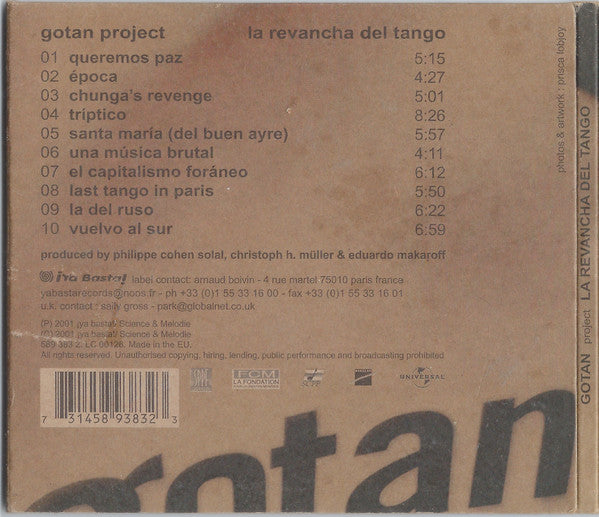 gotan project la revancha del tango
01 queremos paz 5:15
02 época 4:27
03 chunga's revenge 5:01
04 tríptico 8:26
05 santa maría (del buen ayre) 5:57
06 una música brutal 4:11
07 el capitalismo foráneo 6:12
08 last tango in paris 5:50
09 la del ruso 6:22
10 vuelvo al sur 6:59
produced by philippe cohen solal, christoph h. müller & eduardo makaroff
¡Ya Basta! label contact: arnaud boivin - 4 rue martel 75010 paris france
yabastarecords@noos.fr - ph +33 (0)1 55 33 16 00 - fax +33 (0)1 55 33 16 01
u.k. contact : sally gross - park@globalnet.co.uk
(P) 2001 ¡ya basta!/ Science & Mélodie
(C) 2001 ¡ya basta!/ Science & Mélodie
589 383 2. LC 00126. Made in the EU.
All rights reserved. Unauthorised copying, hiring, lending, public performance and broadcasting prohibited
FCM
LA FONDATION
SCPP
UNIVERSAL
7 31458 93832 3
gotan
photos & artwork : prisca lobjoy
GOTAN project LA REVANCHA DEL TANGO